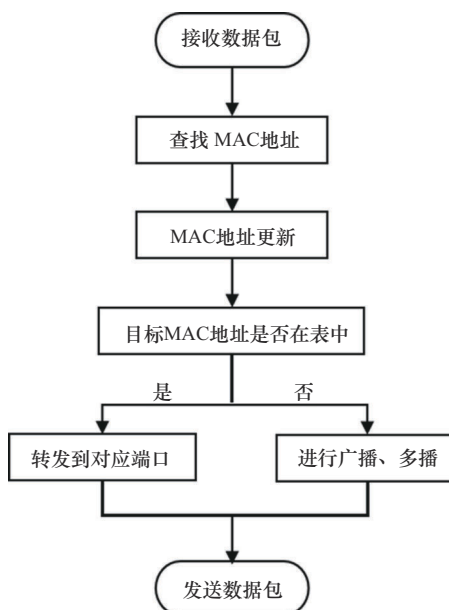 接收数据包
查找 MAC地址
MAC地址更新
目标MAC地址是否在表中
是
否
转发到对应端口
进行广播、多播
发送数据包